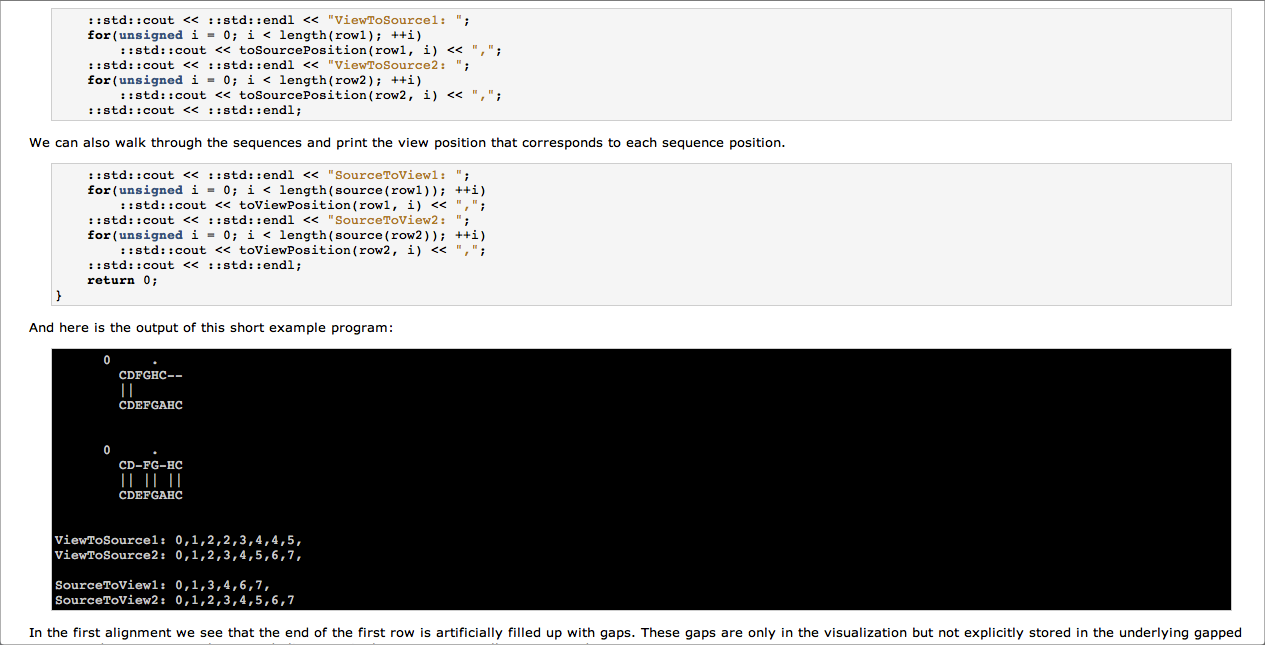 ::std::cout << ::std::endl << "ViewToSource1: ";
for(unsigned i = 0; i < length(row1); ++i)
::std::cout << toSourcePosition(row1, i) << ",";
::std::cout << ::std::endl << "ViewToSource2: ";
for(unsigned i = 0; i < length(row2); ++i)
::std::cout << toSourcePosition(row2, i) << ",";
::std::cout << ::std::endl;
We can also walk through the sequences and print the view position that corresponds to each sequence position.
::std::cout << ::std::endl << "SourceToView1: ";
for(unsigned i = 0; i < length(source(row1)); ++i)
::std::cout << toViewPosition(row1, i) << ",";
::std::cout << ::std::endl << "SourceToView2: ";
for(unsigned i = 0; i < length(source(row2)); ++i)
::std::cout << toViewPosition(row2, i) << ",";
::std::cout << ::std::endl;
return 0;
}
And here is the output of this short example program:
0     .
CDFGHC--
||
CDEFGAHC
0     .
CD-FG-HC
|| || ||
CDEFGAHC
ViewToSource1: 0,1,2,2,3,4,4,5,
ViewToSource2: 0,1,2,3,4,5,6,7,
SourceToView1: 0,1,3,4,6,7,
SourceToView2: 0,1,2,3,4,5,6,7
In the first alignment we see that the end of the first row is artificially filled up with gaps. These gaps are only in the visualization but not explicitly stored in the underlying gapped